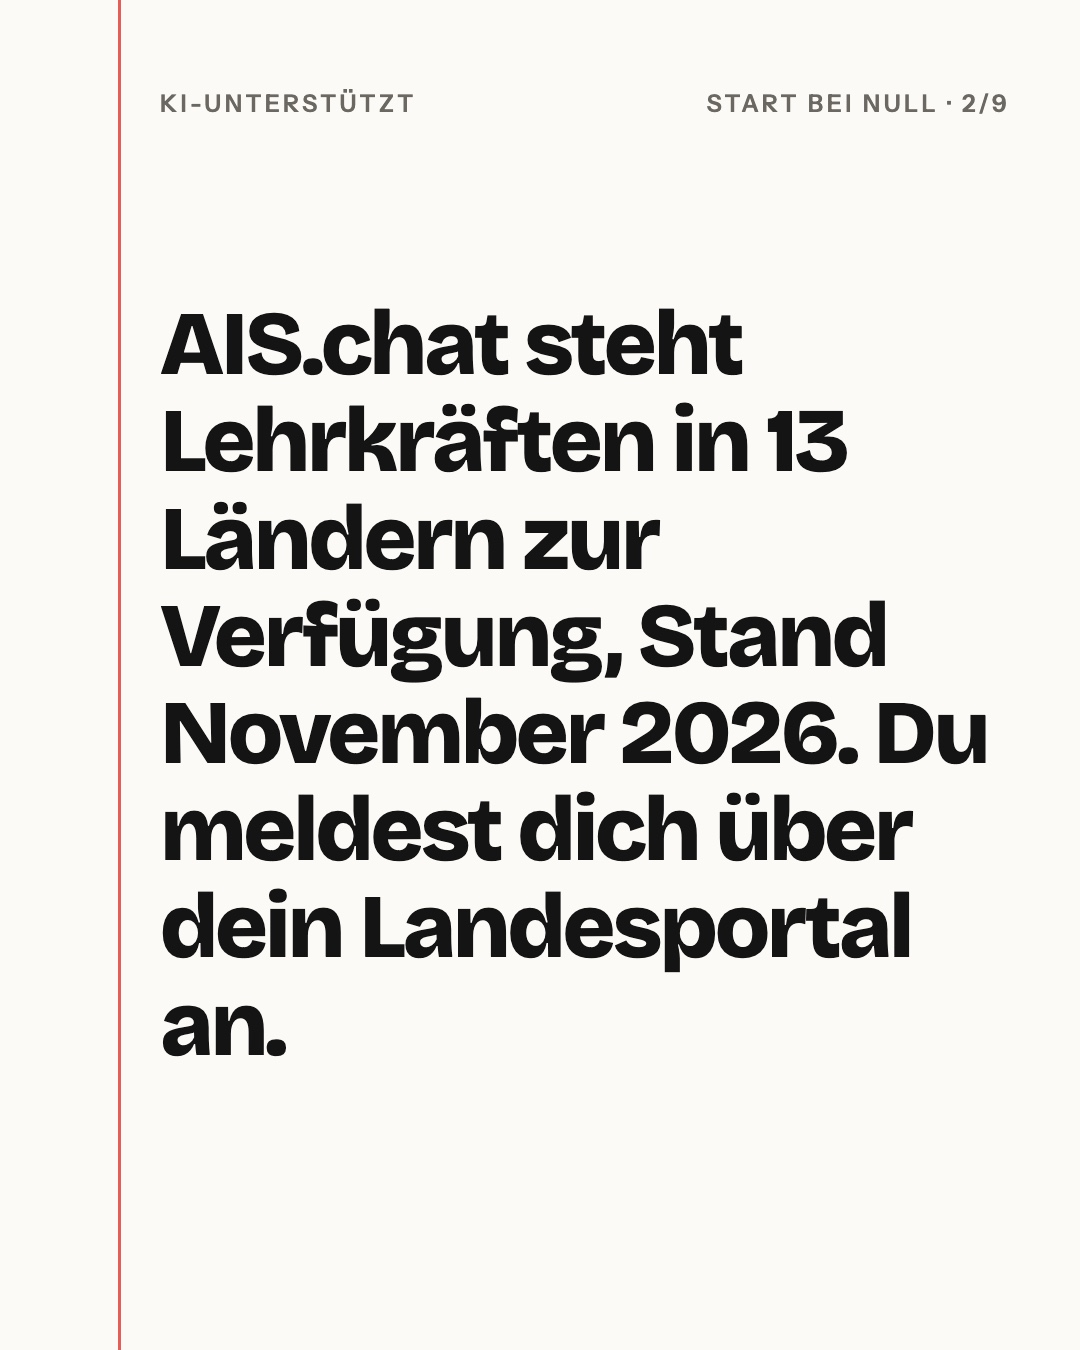 KI-UNTERSTÜTZT
START BEI NULL · 2/9
AIS.chat steht
Lehrkräften in 13
Ländern zur
Verfügung, Stand
November 2026. Du
meldest dich über
dein Landesportal
an.